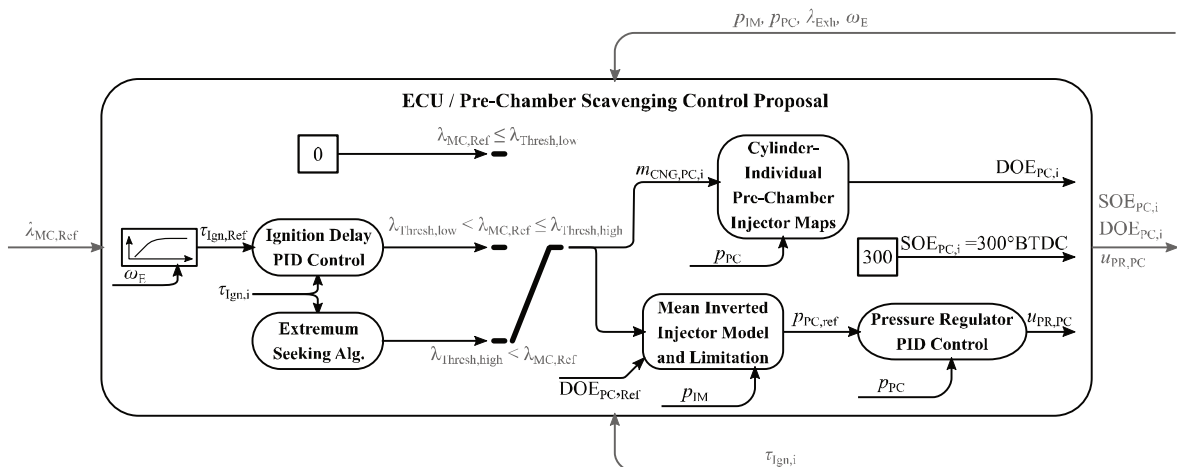 p_IM, p_PC, λ_Exh, ω_E
ECU / Pre-Chamber Scavenging Control Proposal
λ_MC,Ref ≤ λ_Thresh,low
0
Cylinder-
Individual
Pre-Chamber
Injector Maps
m_CNG,PC,i
DOE_PC,i
p_PC
λ_MC,Ref
τ_Ign,Ref
ω_E
Ignition Delay
PID Control
λ_Thresh,low < λ_MC,Ref ≤ λ_Thresh,high
300
SOE_PC,i =300°BTDC
SOE_PC,i
DOE_PC,i
u_PR,PC
τ_Ign,i
Extremum
Seeking Alg.
λ_Thresh,high < λ_MC,Ref
Mean Inverted
Injector Model
and Limitation
DOE_PC,Ref
p_IM
p_PC,ref
Pressure Regulator
PID Control
u_PR,PC
p_PC
τ_Ign,i